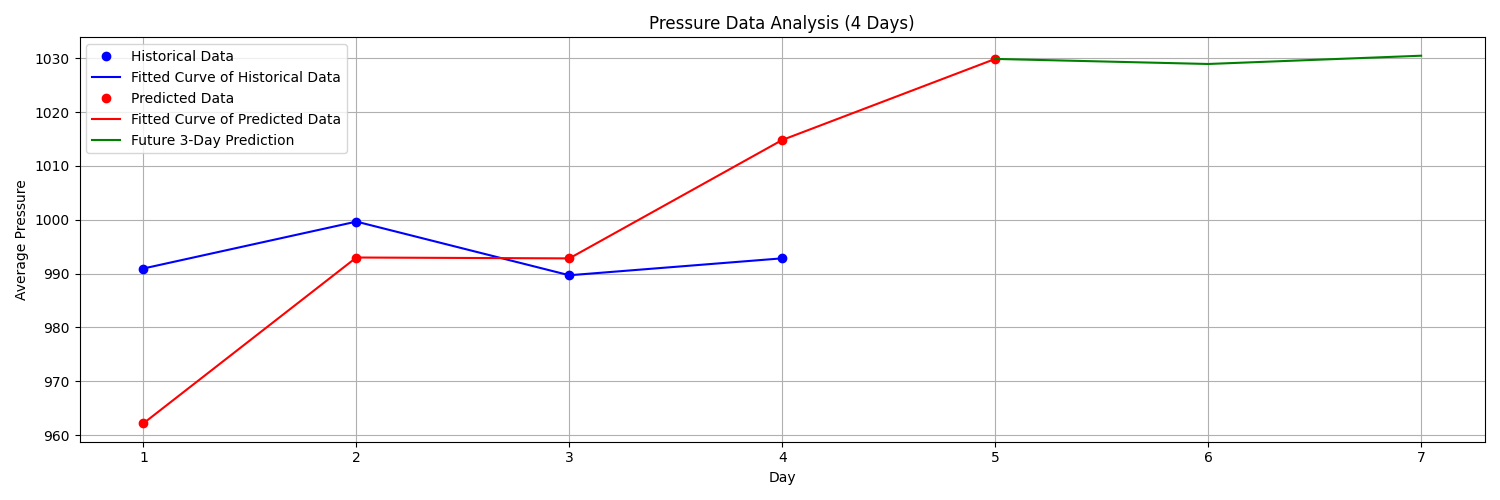 Pressure Data Analysis (4 Days)
Historical Data
Fitted Curve of Historical Data
Predicted Data
Fitted Curve of Predicted Data
Future 3-Day Prediction
Average Pressure
1030
1020
1010
1000
990
980
970
960
1 2 3 4 5 6 7
Day